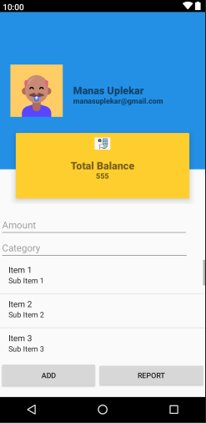 10:00
Manas Uplekar
manasuplekar@gmail.com
Total Balance
555
Amount
Category
Item 1
Sub Item 1
Item 2
Sub Item 2
Item 3
Sub Item 3
ADD REPORT